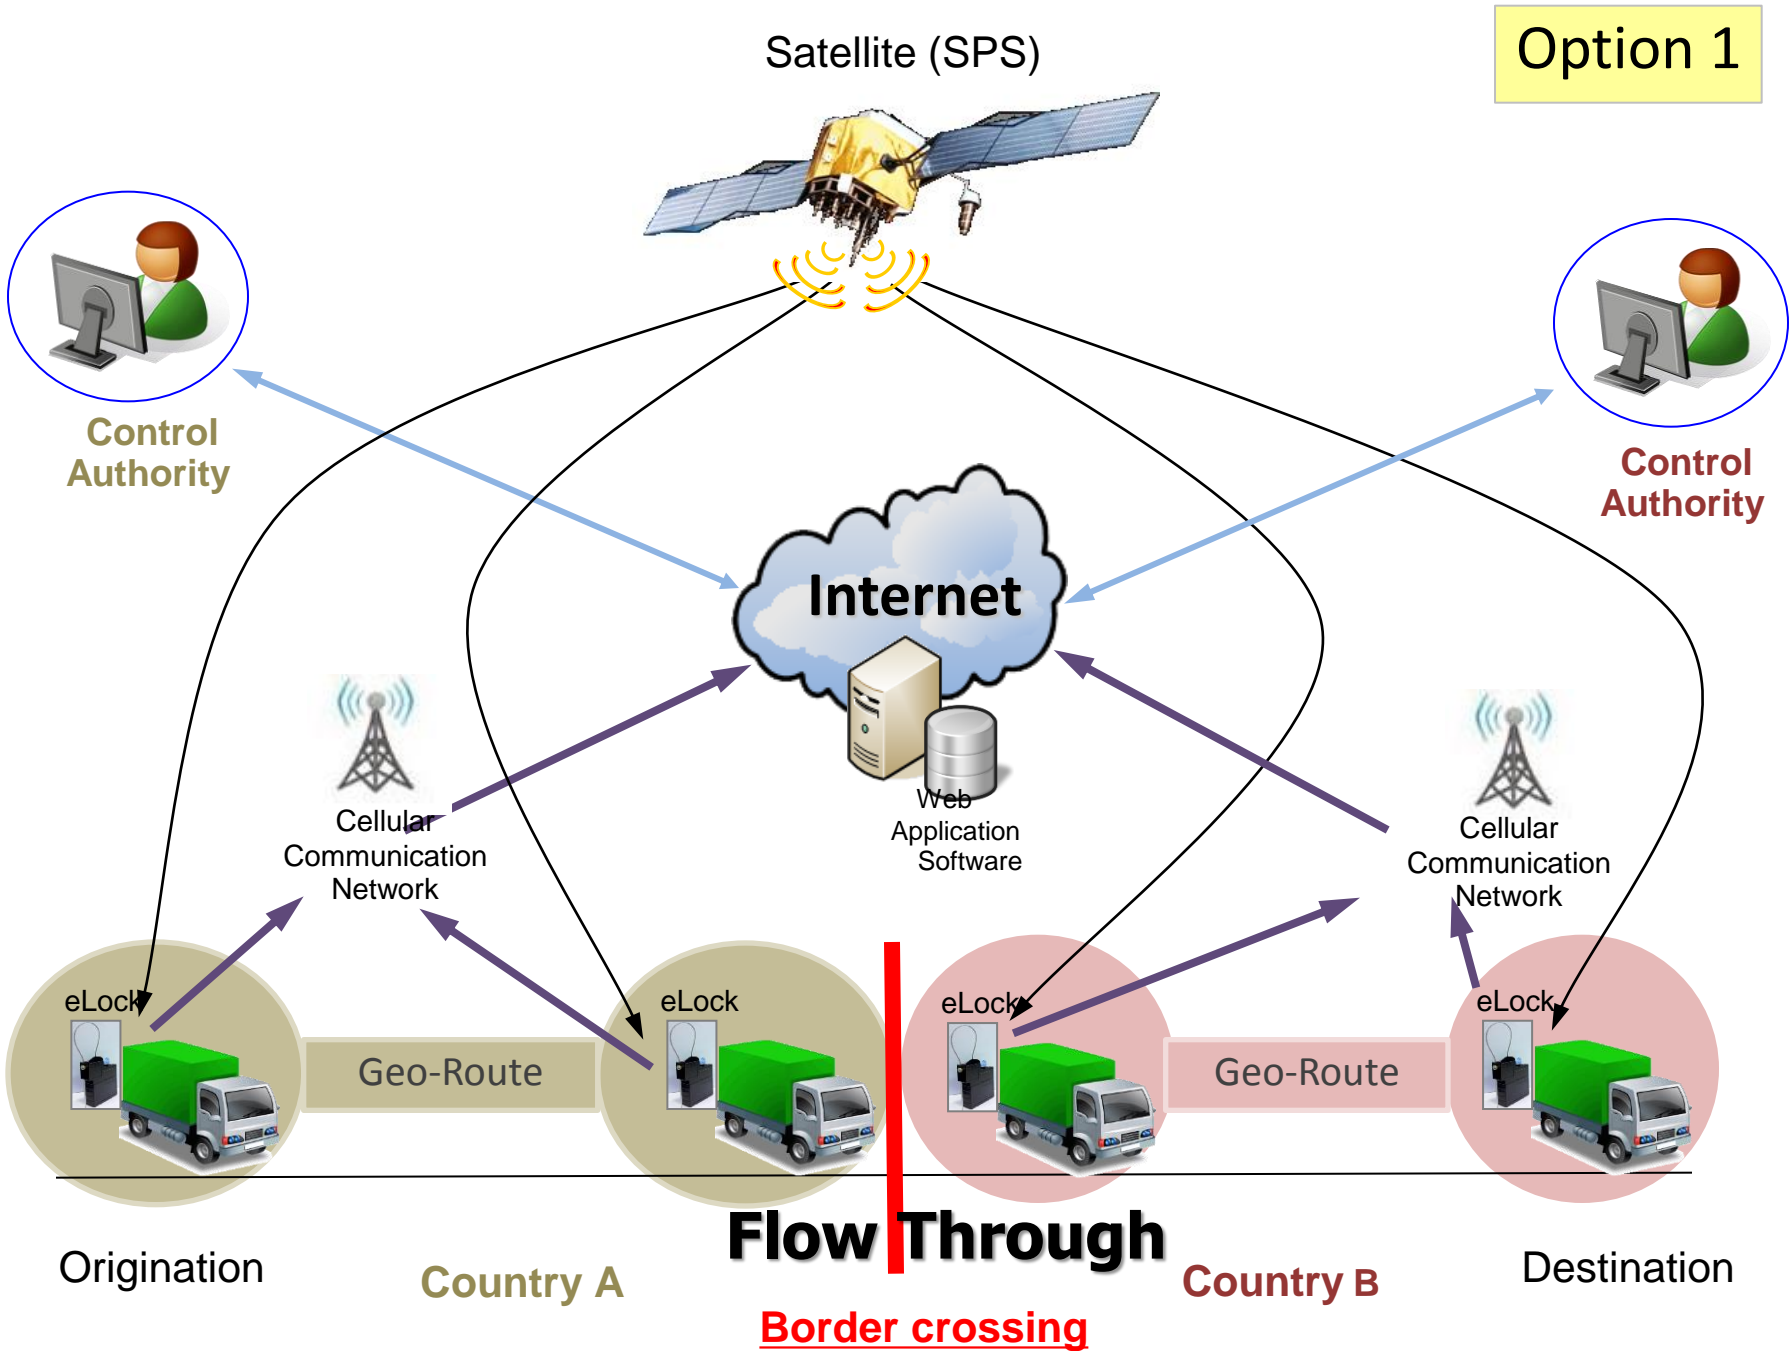 Satellite (SPS)
Option 1
Control
Authority
Control
Authority
Internet
Web
Application
Software
Cellular
Communication
Network
Cellular
Communication
Network
eLock
eLock
eLock
eLock
Geo-Route
Geo-Route
Flow Through
Origination
Country A
Country B
Destination
Border crossing